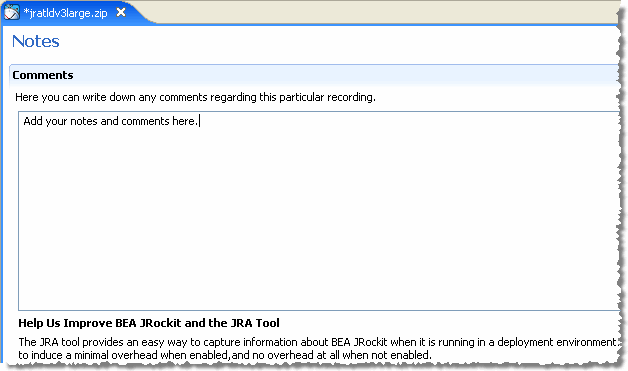 *jratldv3large.zip
Notes
Comments
Here you can write down any comments regarding this particular recording.
Add your notes and comments here.
Help Us Improve BEA JRockit and the JRA Tool
The JRA tool provides an easy way to capture information about BEA JRockit when it is running in a deployment environment
to induce a minimal overhead when enabled,and no overhead at all when not enabled.